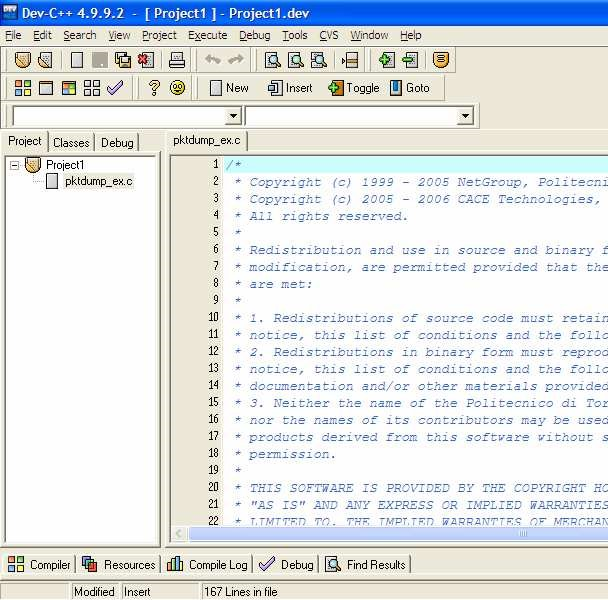 Dev-C++ 4.9.9.2 - [ Project1 ] - Project1.dev
File Edit Search View Project Execute Debug Tools CVS Window Help
New Insert Toggle Goto
Project Classes Debug pktdump_ex.c
Project1
pktdump_ex.c
1 /*
2 * Copyright (c) 1999 - 2005 NetGroup, Politecni
3 * Copyright (c) 2005 - 2006 CACE Technologies,
4 * All rights reserved.
5 *
6 * Redistribution and use in source and binary f
7 * modification, are permitted provided that the
8 * are met:
9 *
10 * 1. Redistributions of source code must retain
11 * notice, this list of conditions and the follo
12 * 2. Redistributions in binary form must reprod
13 * notice, this list of conditions and the follo
14 * documentation and/or other materials provided
15 * 3. Neither the name of the Politecnico di Tor
16 * nor the names of its contributors may be used
17 * products derived from this software without s
18 * permission.
19 *
20 * THIS SOFTWARE IS PROVIDED BY THE COPYRIGHT HO
21 * "AS IS" AND ANY EXPRESS OR IMPLIED WARRANTIES
22 * LIMITED TO, THE IMPLIED WARRANTIES OF MERCHAN
Compiler Resources Compile Log Debug Find Results
Modified Insert 167 Lines in file